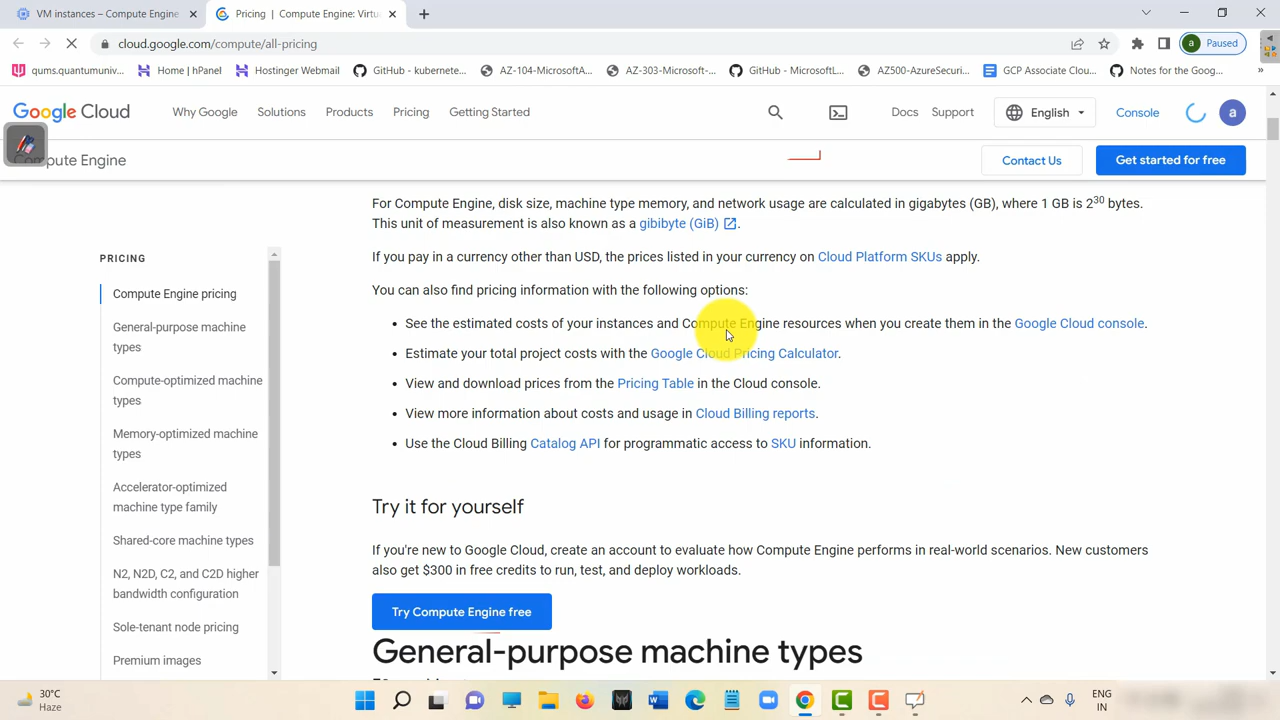 VM instances – Compute Engine
Pricing | Compute Engine: Virtu
cloud.google.com/compute/all-pricing
Paused
qums.quantumuniv...
Home | hPanel
Hostinger Webmail
GitHub - kubernete...
AZ-104-MicrosoftA...
AZ-303-Microsoft-...
GitHub - MicrosoftL...
AZ500-AzureSecuri...
GCP Associate Clou...
Notes for the Goog...
Google Cloud
Why Google
Solutions
Products
Pricing
Getting Started
Docs
Support
English
Console
a
Compute Engine
Contact Us
Get started for free
For Compute Engine, disk size, machine type memory, and network usage are calculated in gigabytes (GB), where 1 GB is 2^30 bytes.
This unit of measurement is also known as a gibibyte (GiB).
If you pay in a currency other than USD, the prices listed in your currency on Cloud Platform SKUs apply.
You can also find pricing information with the following options:
• See the estimated costs of your instances and Compute Engine resources when you create them in the Google Cloud console.
• Estimate your total project costs with the Google Cloud Pricing Calculator.
• View and download prices from the Pricing Table in the Cloud console.
• View more information about costs and usage in Cloud Billing reports.
• Use the Cloud Billing Catalog API for programmatic access to SKU information.
Try it for yourself
If you're new to Google Cloud, create an account to evaluate how Compute Engine performs in real-world scenarios. New customers
also get $300 in free credits to run, test, and deploy workloads.
Try Compute Engine free
General-purpose machine types
PRICING
Compute Engine pricing
General-purpose machine
types
Compute-optimized machine
types
Memory-optimized machine
types
Accelerator-optimized
machine type family
Shared-core machine types
N2, N2D, C2, and C2D higher
bandwidth configuration
Sole-tenant node pricing
Premium images
30°C
Haze
ENG
IN